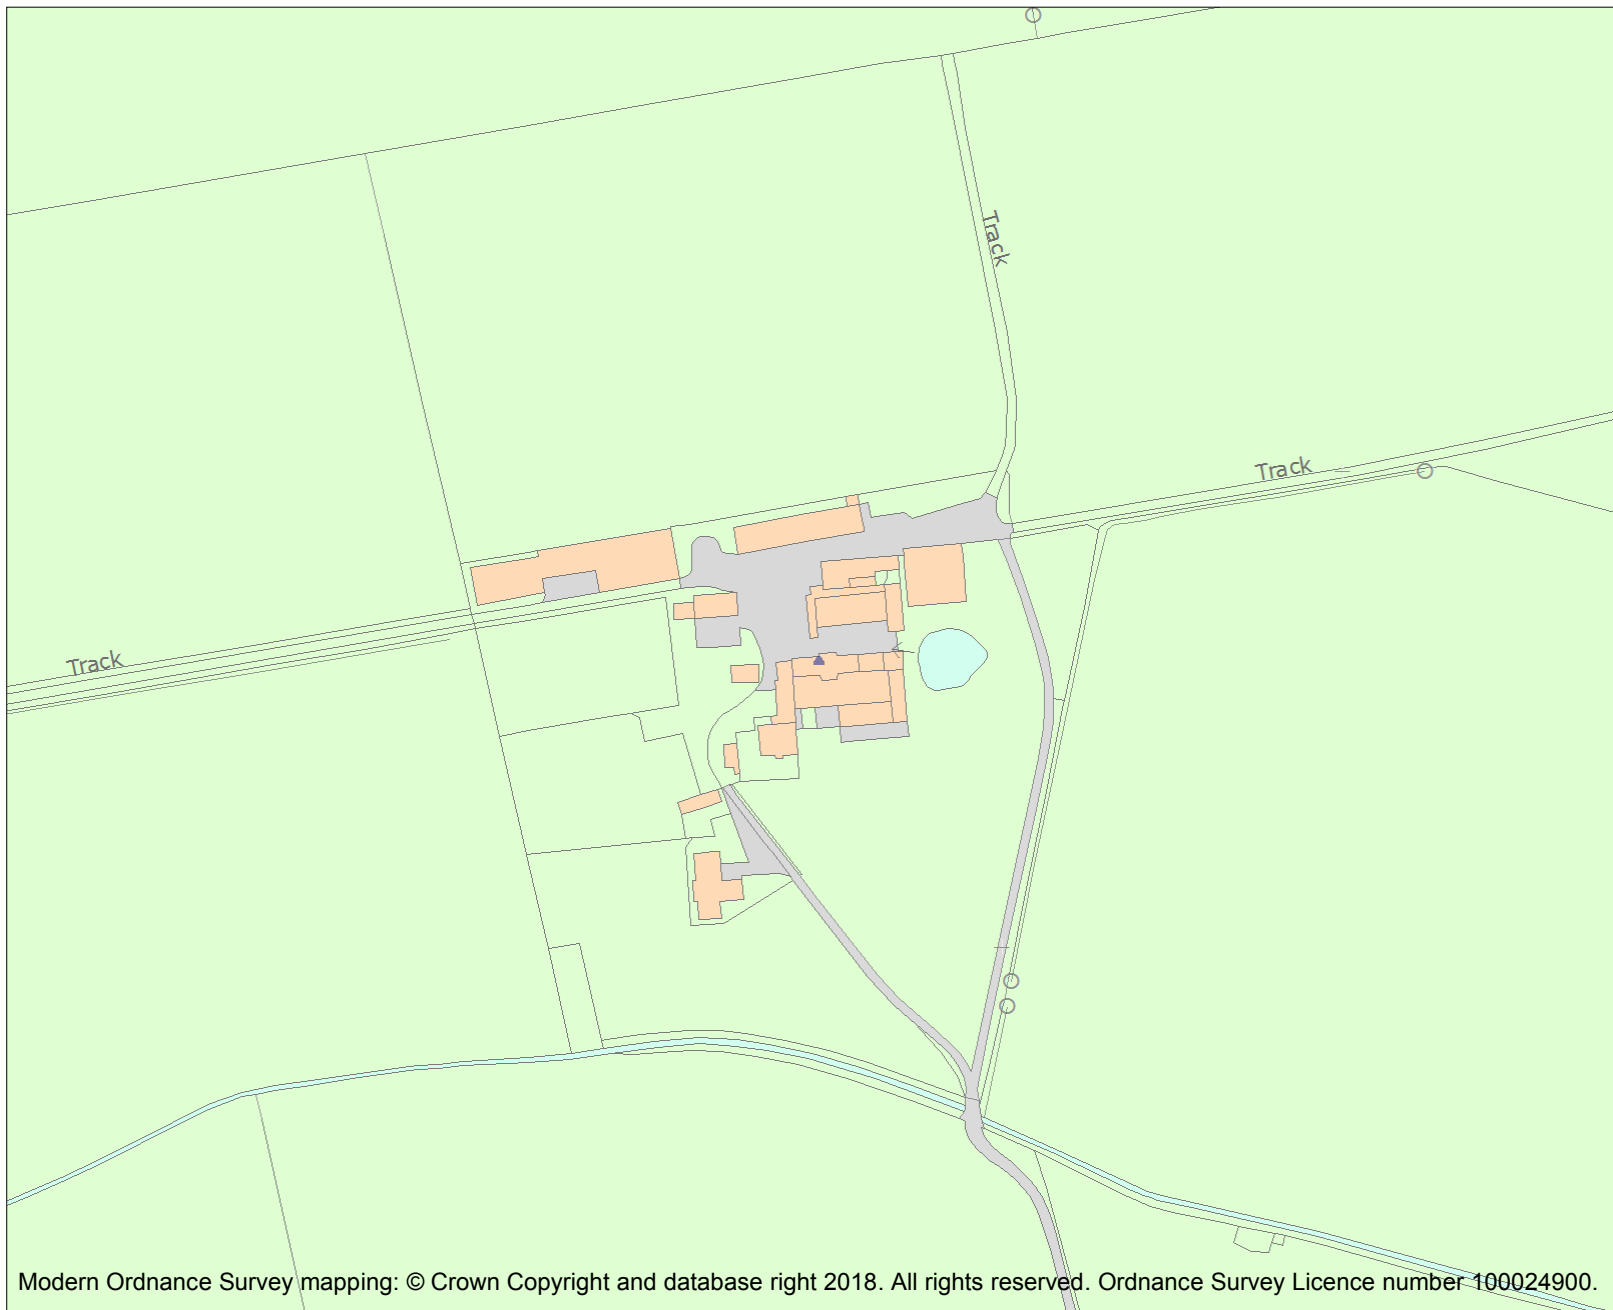 Track
Track
Track
Modern Ordnance Survey mapping: © Crown Copyright and database right 2018. All rights reserved. Ordnance Survey Licence number 100024900.